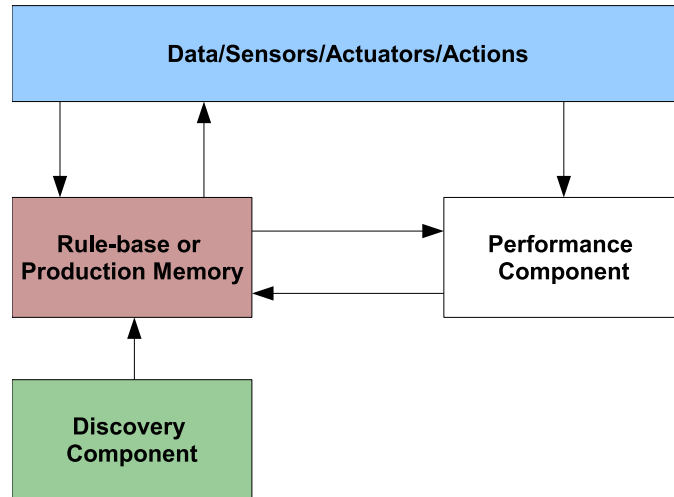 Data/Sensors/Actuators/Actions
Rule-base or
Production Memory
Performance
Component
Discovery
Component